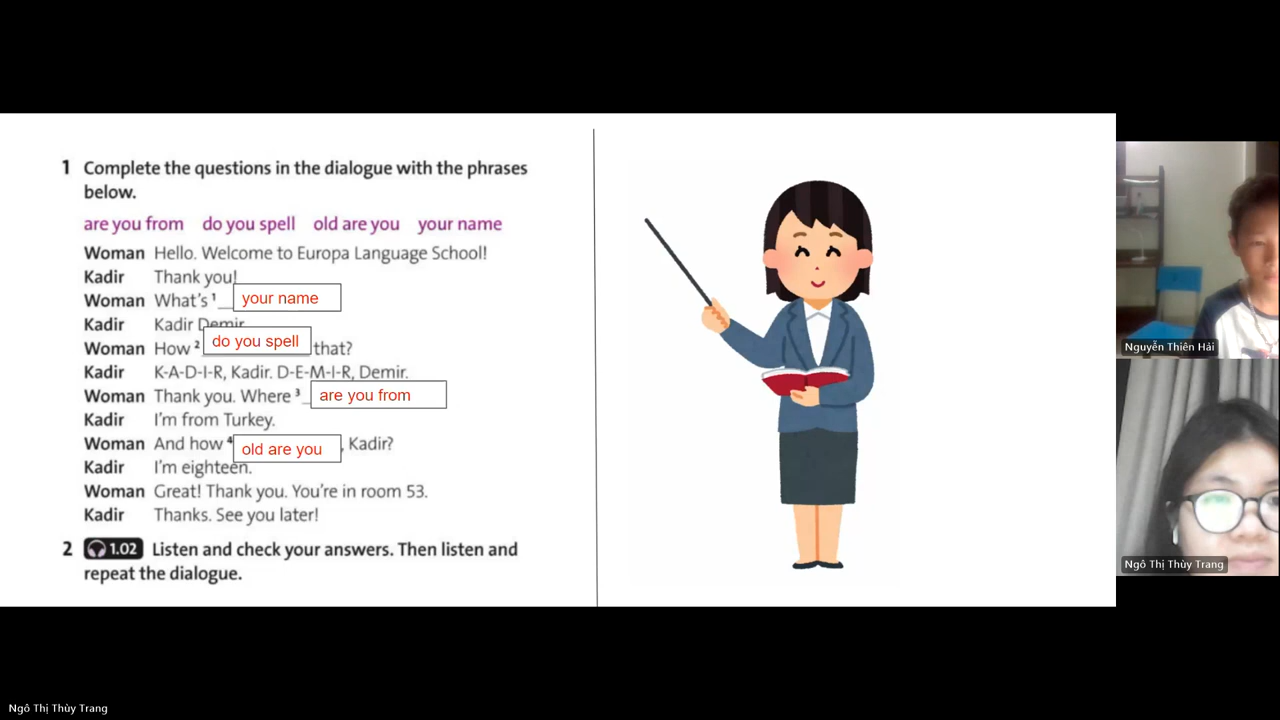 1 Complete the questions in the dialogue with the phrases
below.
are you from do you spell old are you your name
Woman Hello. Welcome to Europa Language School!
Kadir Thank you!
Woman What's ¹ your name
Kadir Kadir Demir
Woman How ² do you spell that?
Kadir K-A-D-I-R, Kadir. D-E-M-I-R, Demir.
Woman Thank you. Where ³ are you from
Kadir I'm from Turkey.
Woman And how ⁴ old are you , Kadir?
Kadir I'm eighteen.
Woman Great! Thank you. You're in room 53.
Kadir Thanks. See you later!
2 1.02 Listen and check your answers. Then listen and
repeat the dialogue.
Nguyễn Thiên Hải
Ngô Thị Thùy Trang
Ngô Thị Thùy Trang